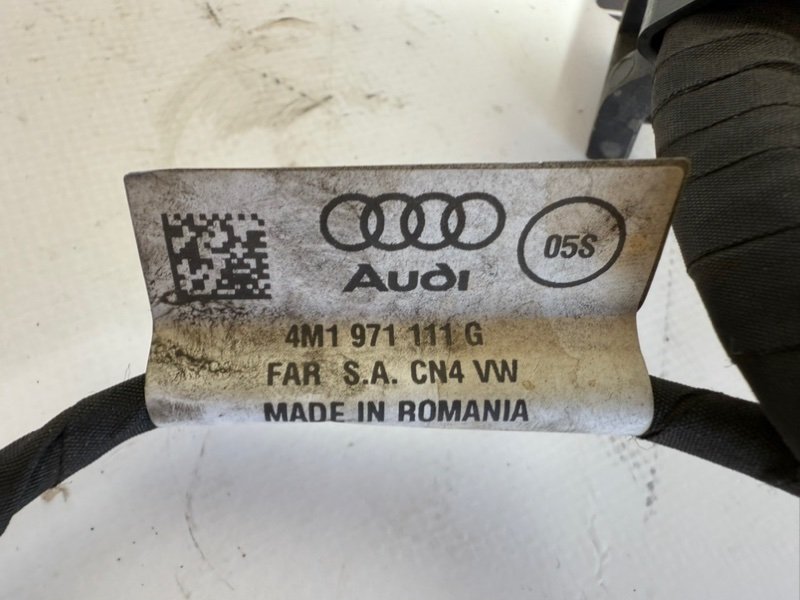 Audi
05S
4M1 971 111 G
FAR S.A. CN4 VW
MADE IN ROMANIA